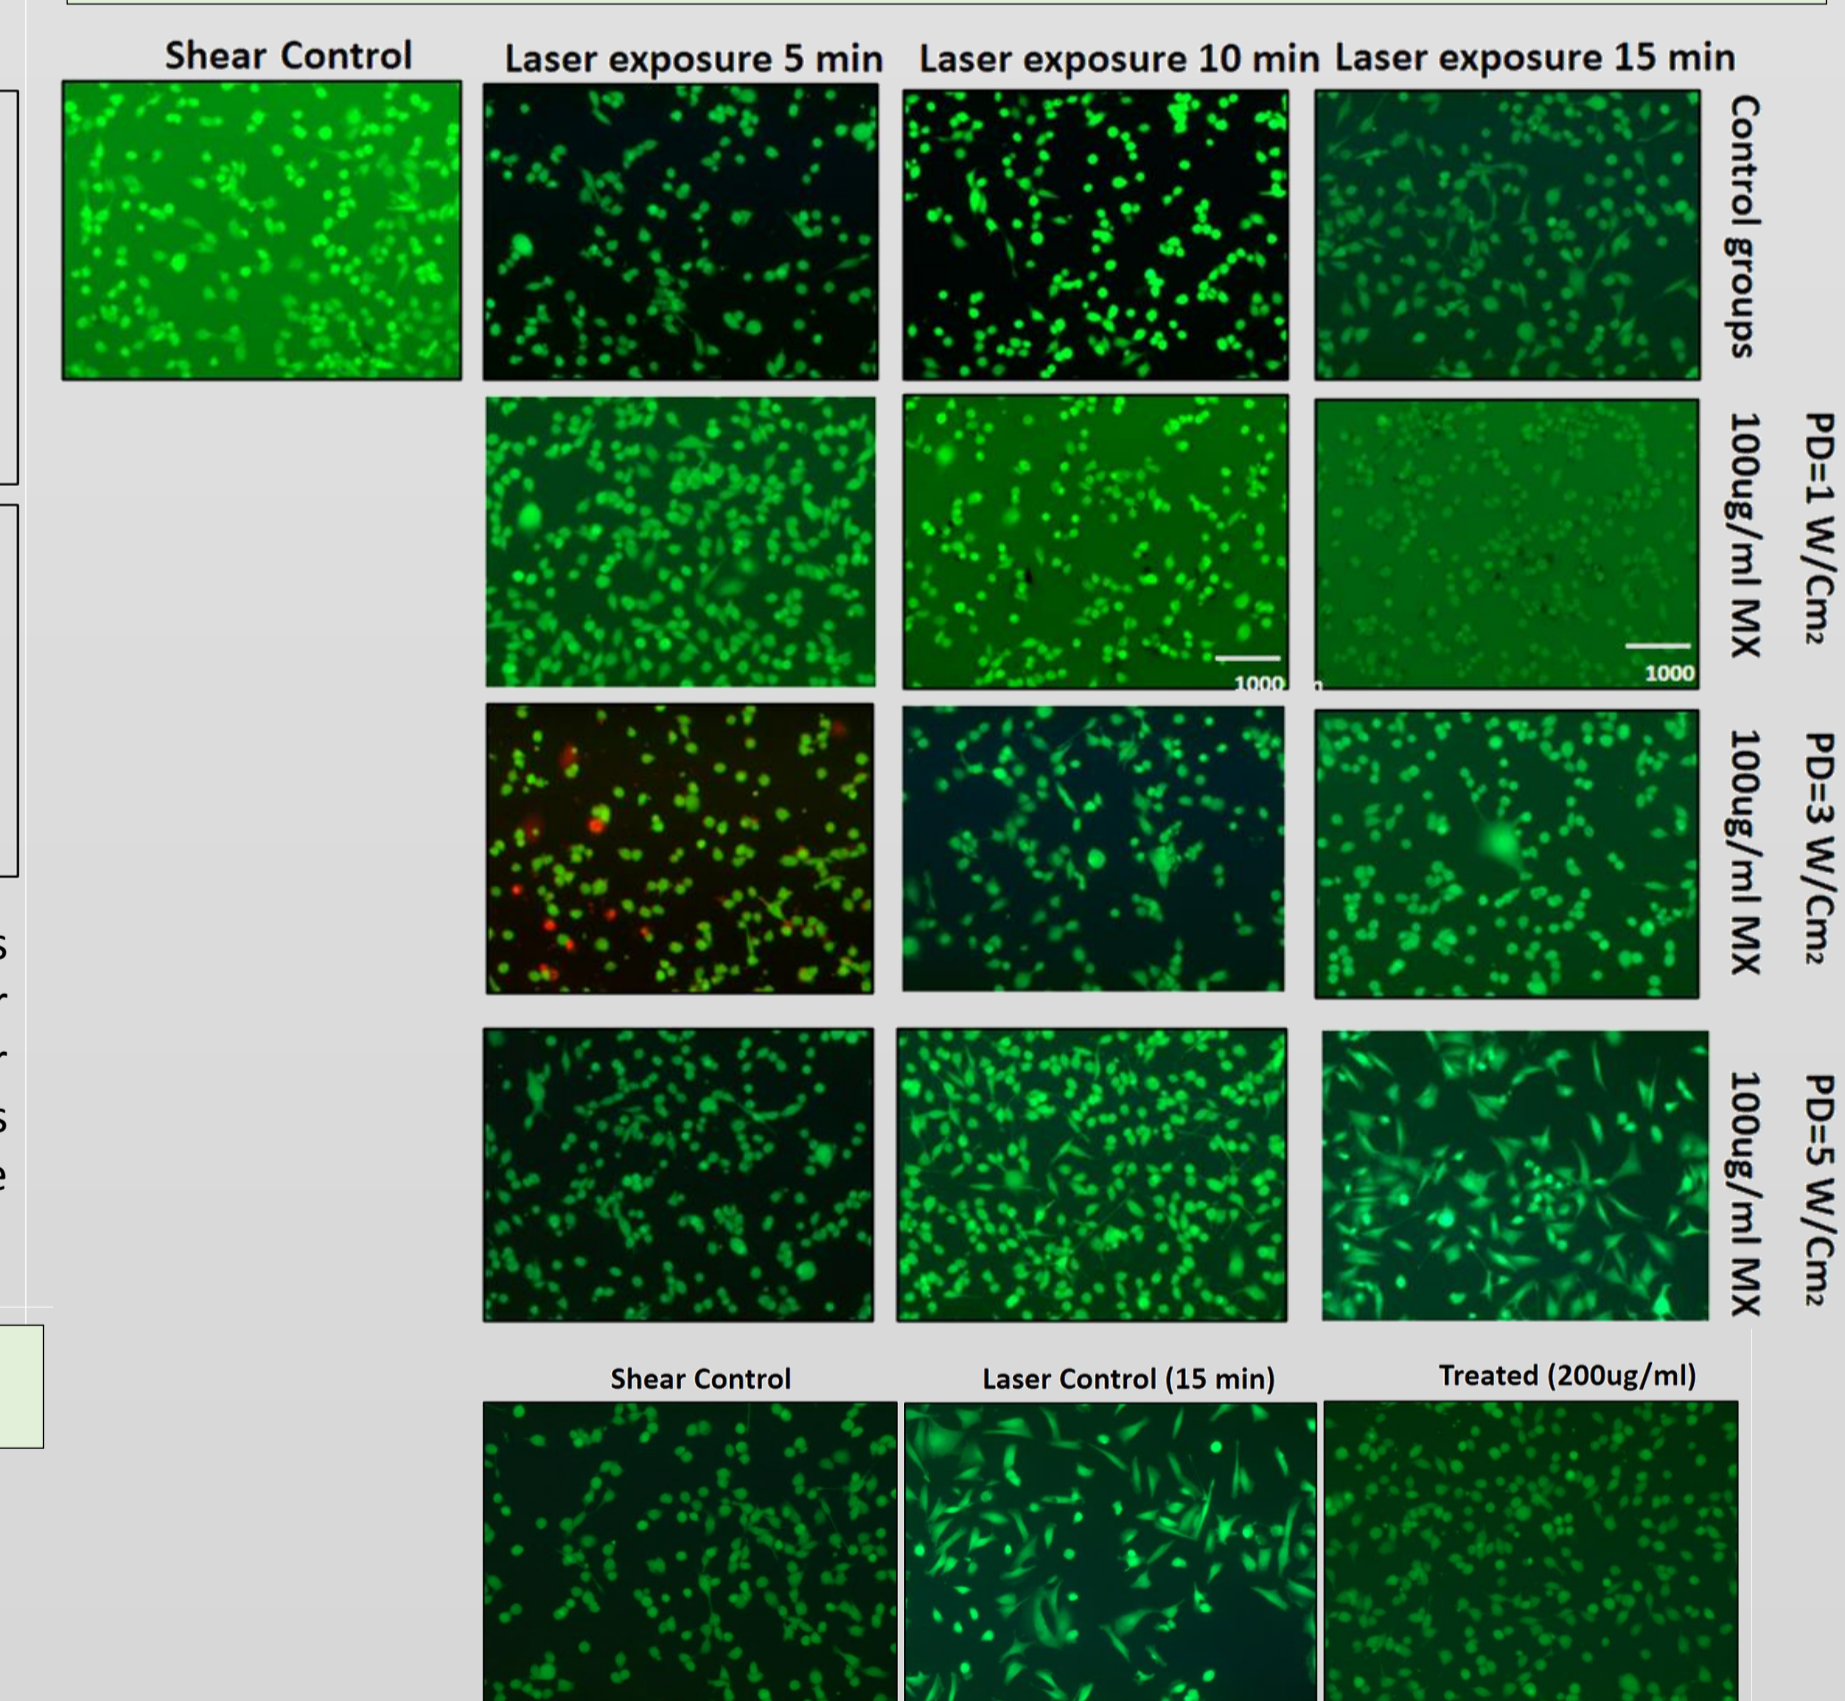 Shear Control
Laser exposure 5 min
Laser exposure 10 min
Laser exposure 15 min
Control groups
PD=1 W/Cm2
100ug/ml MX
1000
1000
PD=3 W/Cm2
100ug/ml MX
s
r
r
s
e
PD=5 W/Cm2
100ug/ml MX
Shear Control
Laser Control (15 min)
Treated (200ug/ml)